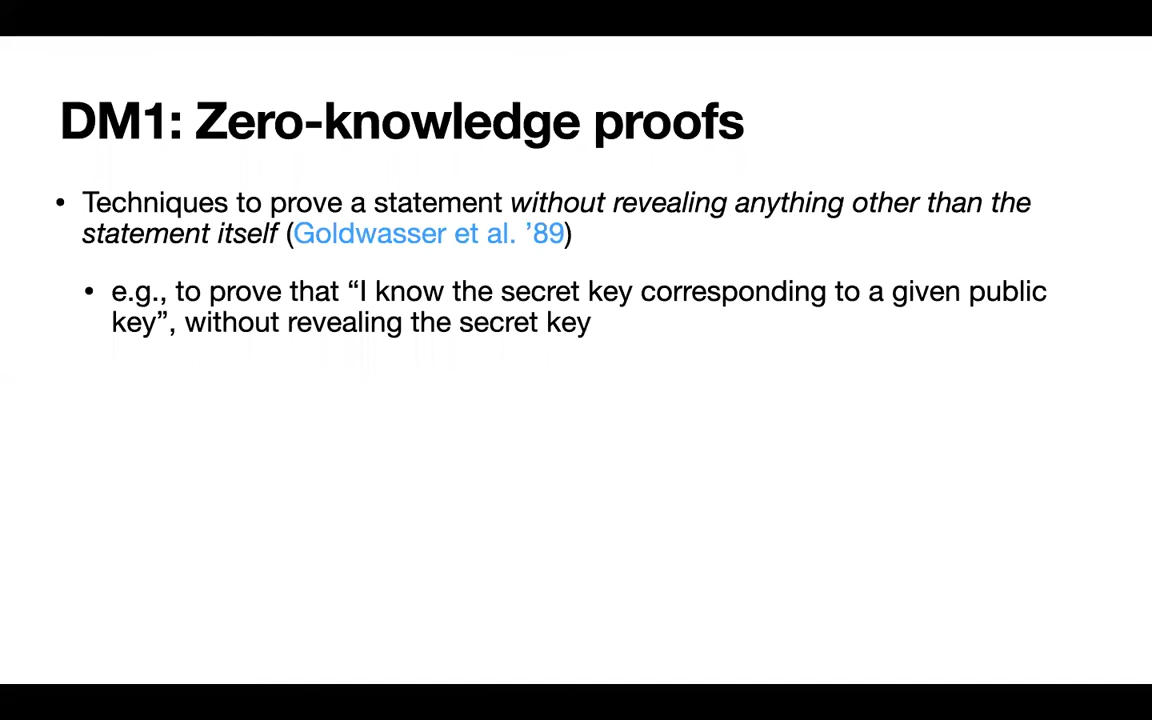 DM1: Zero-knowledge proofs
• Techniques to prove a statement without revealing anything other than the
statement itself (Goldwasser et al. ’89)
• e.g., to prove that “I know the secret key corresponding to a given public
key”, without revealing the secret key